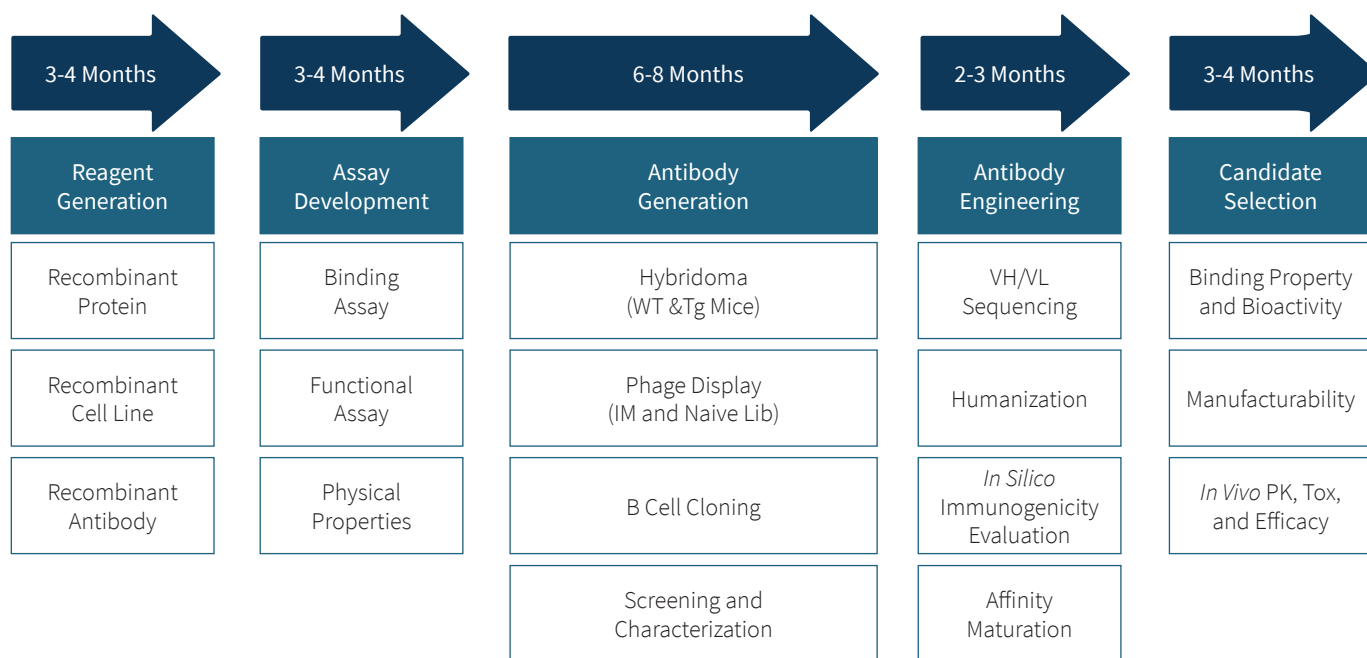 3-4 Months
3-4 Months
6-8 Months
2-3 Months
3-4 Months
Reagent
Generation
Assay
Development
Antibody
Generation
Antibody
Engineering
Candidate
Selection
Recombinant
Protein
Binding
Assay
Hybridoma
(WT &Tg Mice)
VH/VL
Sequencing
Binding Property
and Bioactivity
Recombinant
Cell Line
Functional
Assay
Phage Display
(IM and Naive Lib)
Humanization
Manufacturability
Recombinant
Antibody
Physical
Properties
B Cell Cloning
In Silico
Immunogenicity
Evaluation
In Vivo PK, Tox,
and Efficacy
Screening and
Characterization
Affinity
Maturation